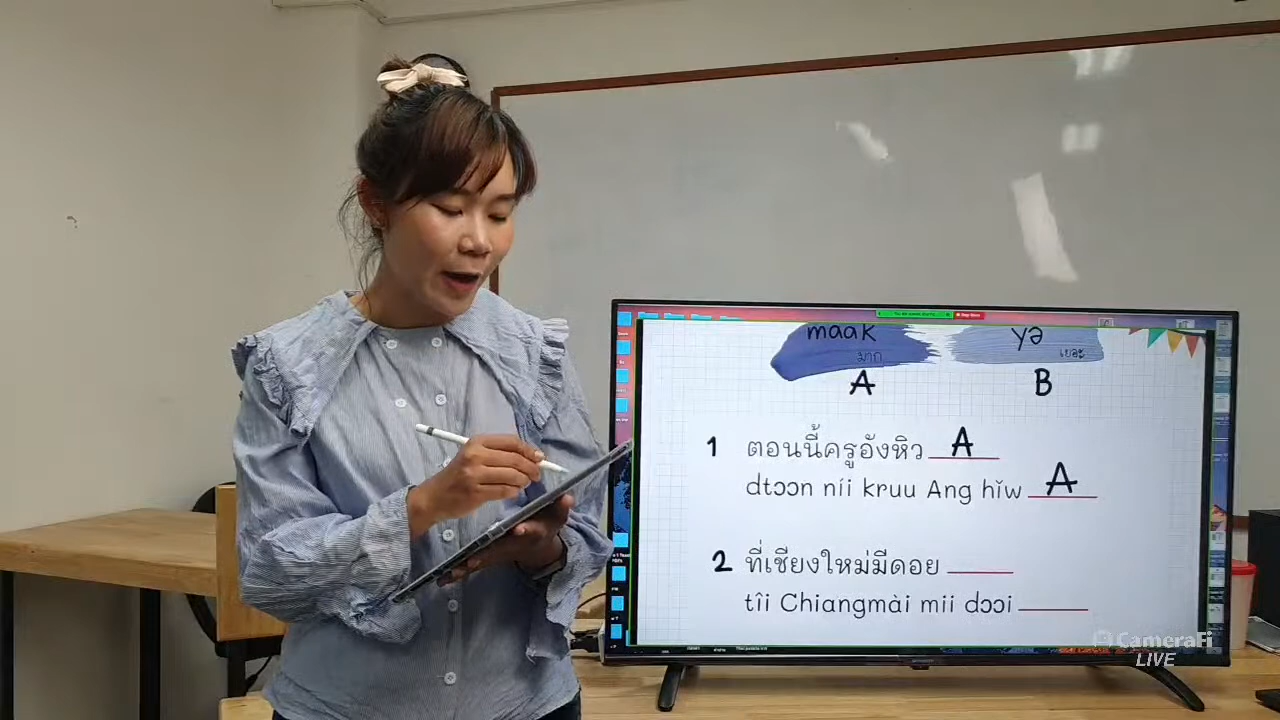 maak
มาก
A
yə
เยอะ
B
1 ตอนนี้ครูอังหิว A
dtɔɔn níi kruu Ang hǐw A
2 ที่เชียงใหม่มีดอย
tîi Chiangmài mii dɔɔi
CameraFi
LIVE